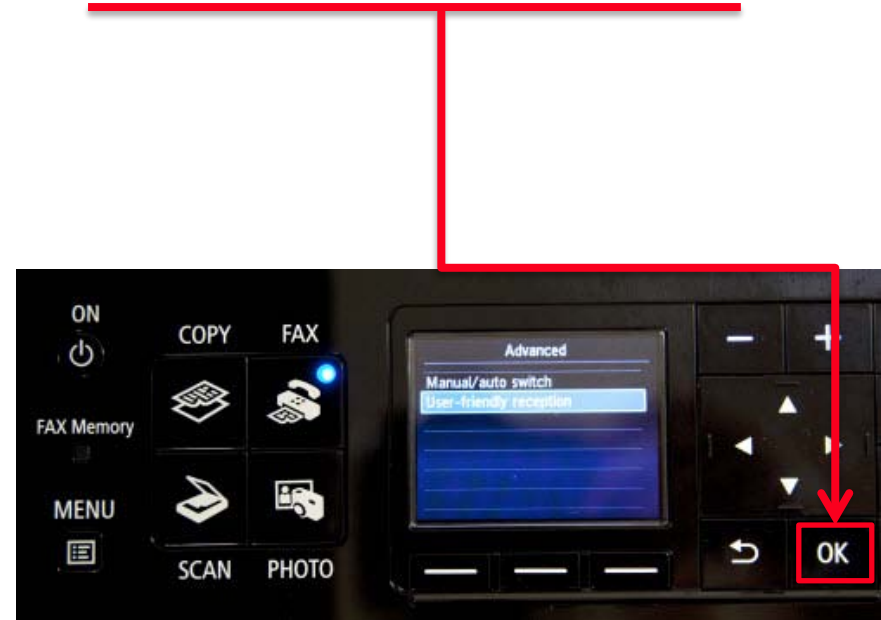 ON
COPY FAX
FAX Memory
MENU
SCAN PHOTO
Advanced
Manual/auto switch
User-friendly reception
OK